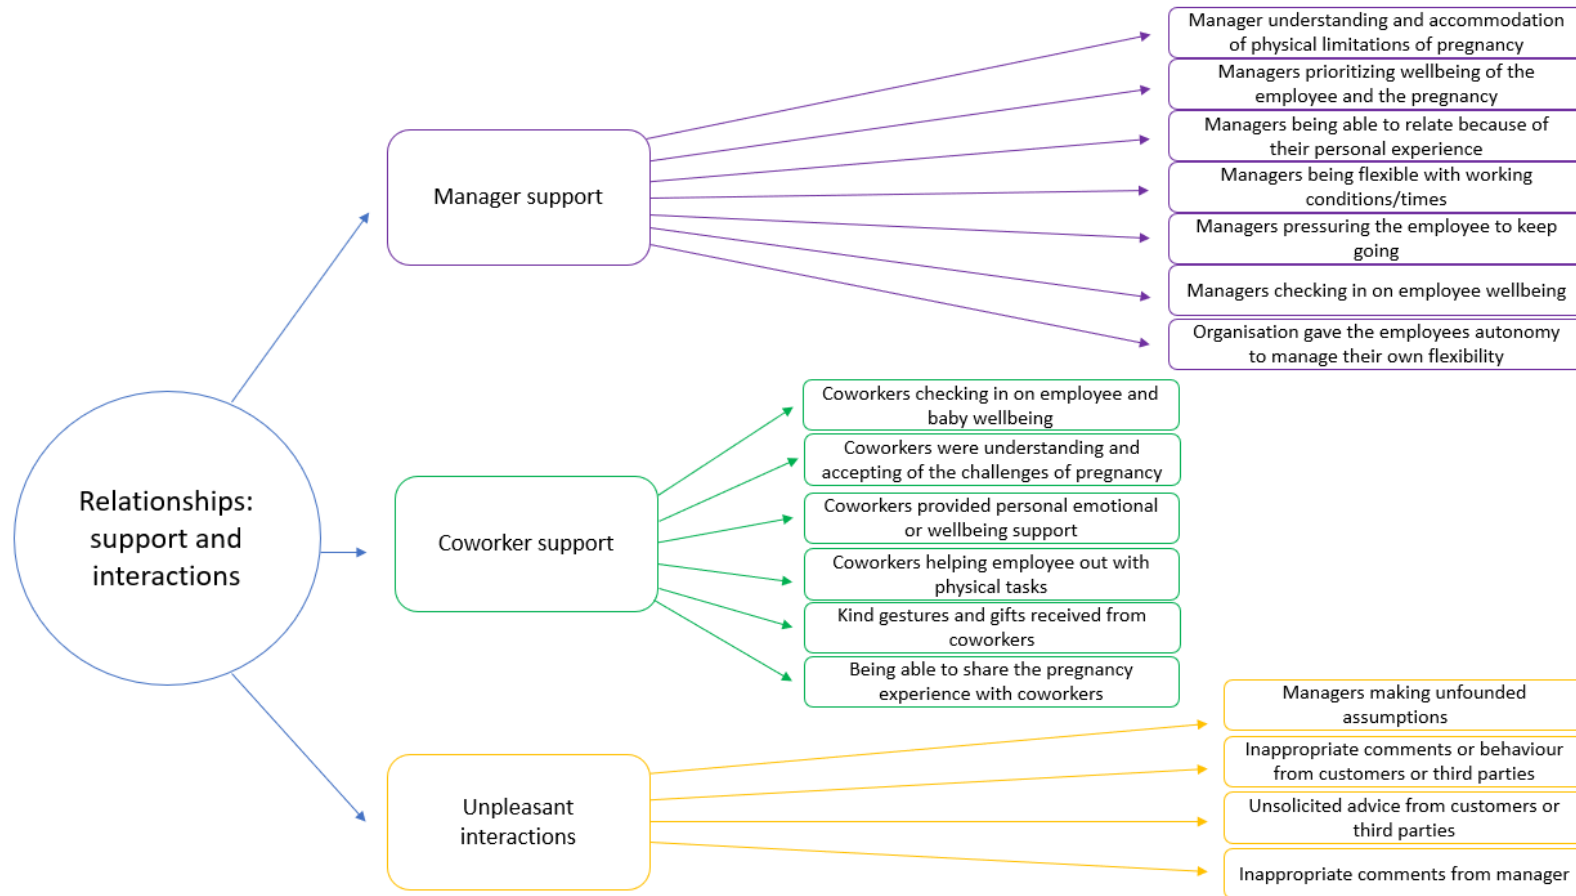 Manager understanding and accommodation
of physical limitations of pregnancy
Managers prioritizing wellbeing of the
employee and the pregnancy
Managers being able to relate because of
their personal experience
Manager support
Managers being flexible with working
conditions/times
Managers pressuring the employee to keep
going
Managers checking in on employee wellbeing
Organisation gave the employees autonomy
to manage their own flexibility
Relationships:
support and
interactions
Coworker support
Coworkers checking in on employee and
baby wellbeing
Coworkers were understanding and
accepting of the challenges of pregnancy
Coworkers provided personal emotional
or wellbeing support
Coworkers helping employee out with
physical tasks
Kind gestures and gifts received from
coworkers
Being able to share the pregnancy
experience with coworkers
Unpleasant
interactions
Managers making unfounded
assumptions
Inappropriate comments or behaviour
from customers or third parties
Unsolicited advice from customers or
third parties
Inappropriate comments from manager